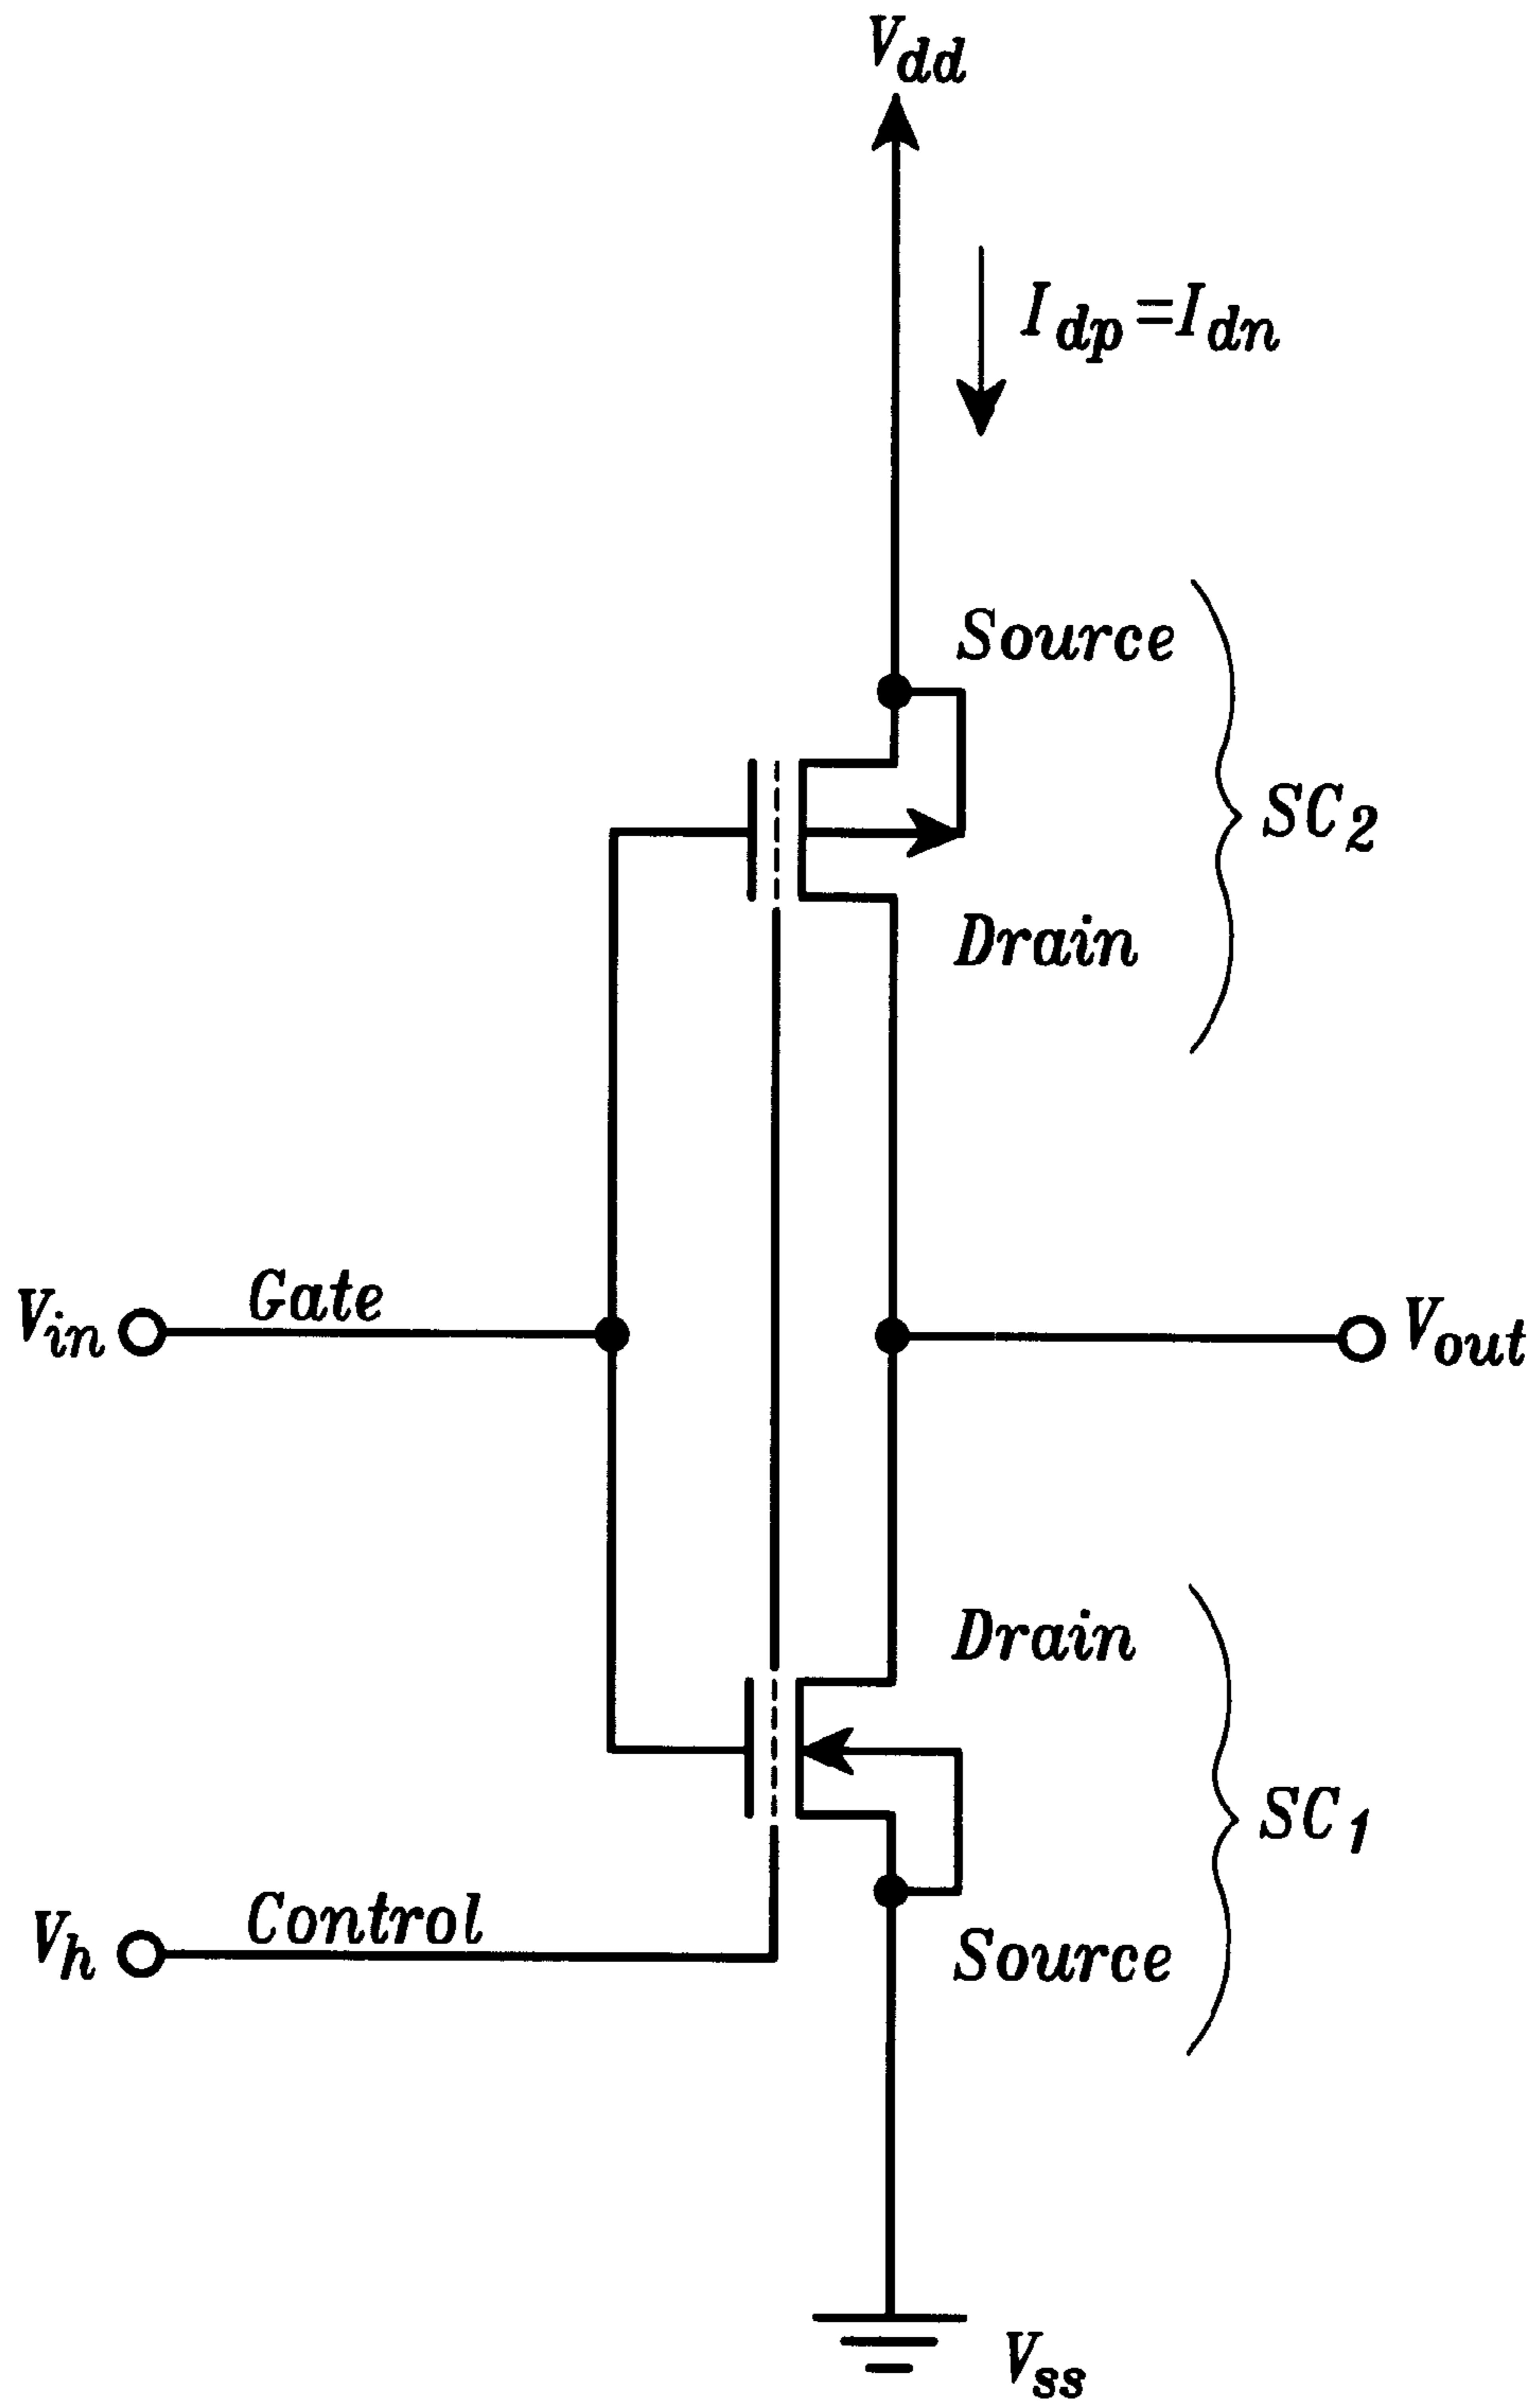 Vdd
Idp=Idn
Source
SC2
Drain
Gate
Vin
Vout
Drain
SC1
Control
Vh
Source
Vss